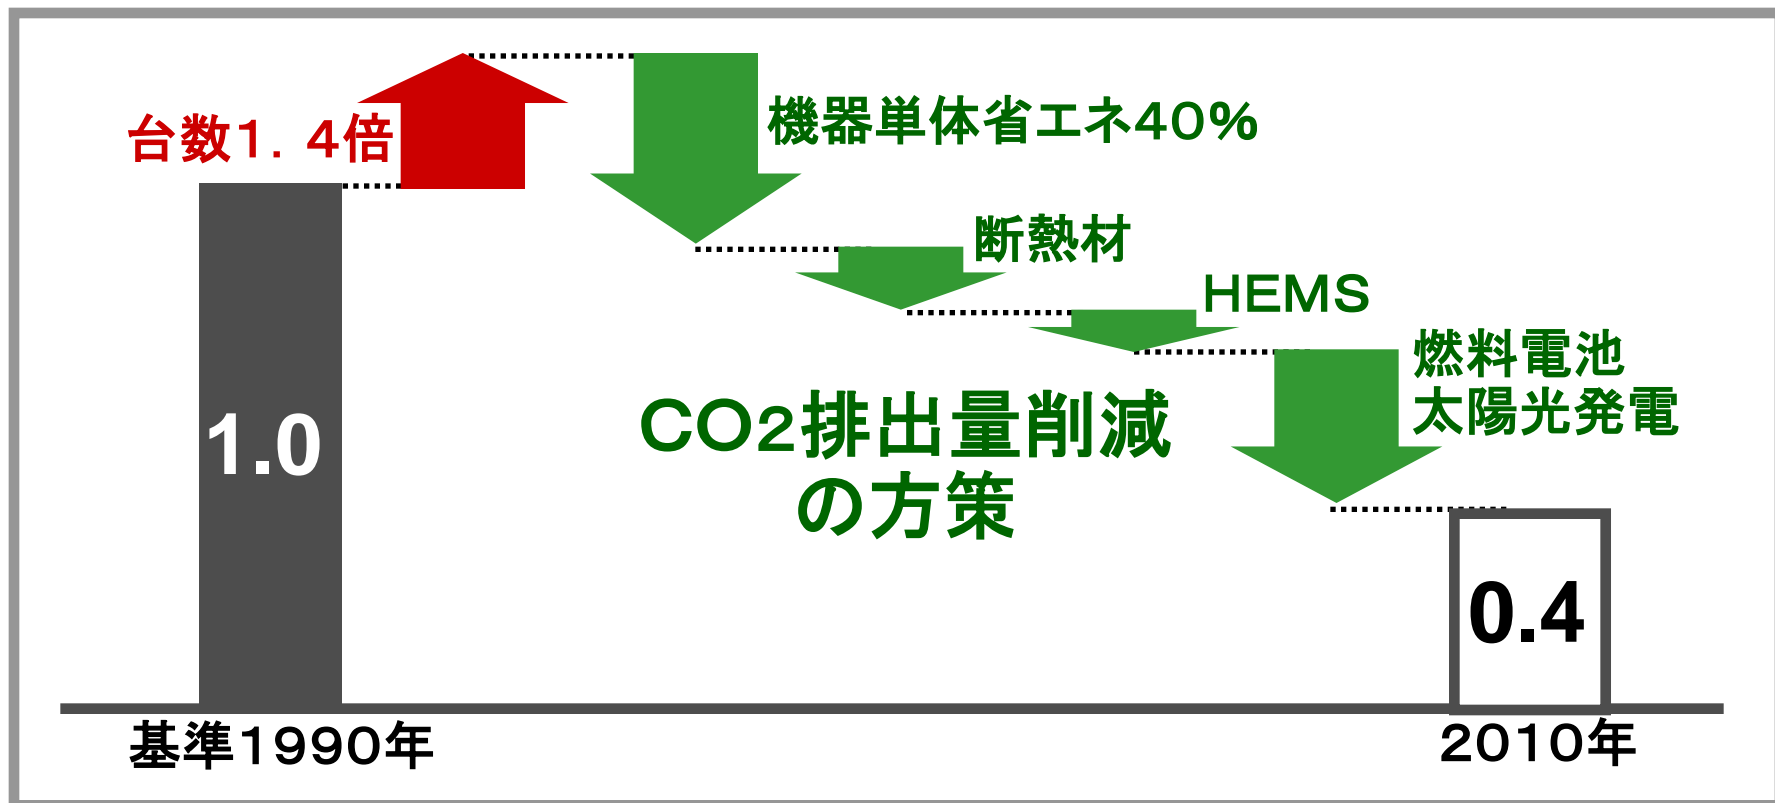 台数1．4倍
機器単体省エネ40%
断熱材
HEMS
燃料電池
太陽光発電
CO2排出量削減
の方策
1.0
0.4
基準1990年
2010年